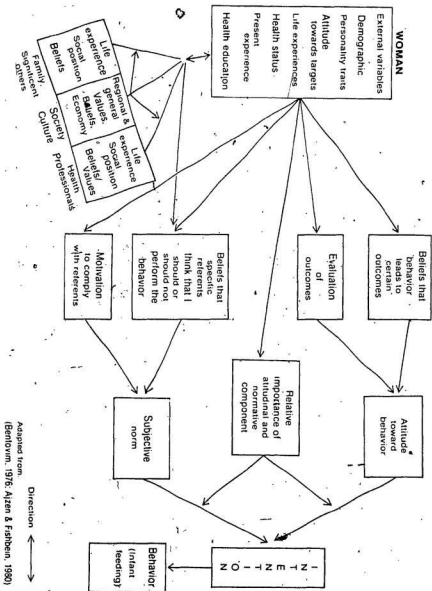 WOMAN
External variables
Demographic
Personality traits
Attitude
towards targets
Life experiences
Health status
Present
experience
Health education
Life
experience
Social
position
Beliefs
Regional &
general
Values.
Beliefs.
Economy
Life
experience
Social
position
Beliefs/
Values
Family
Significent
others
Society
Culture
Health
Professionals
Beliefs that
behavior
leads to
certain
outcomes
Evaluation
of
outcomes
Beliefs that
specific
referents
think that I
should or
should not
perform the
behavior
Motivation
to comply
with referents
Attitude
toward
behavior
Relative
importance of
attitudinal and
normative
component
Subjective
norm
INTENTION
Behavior
(Infant
feeding)
Direction
Adapted from
(Bentovim, 1976; Ajzen & Fishbein, 1980)